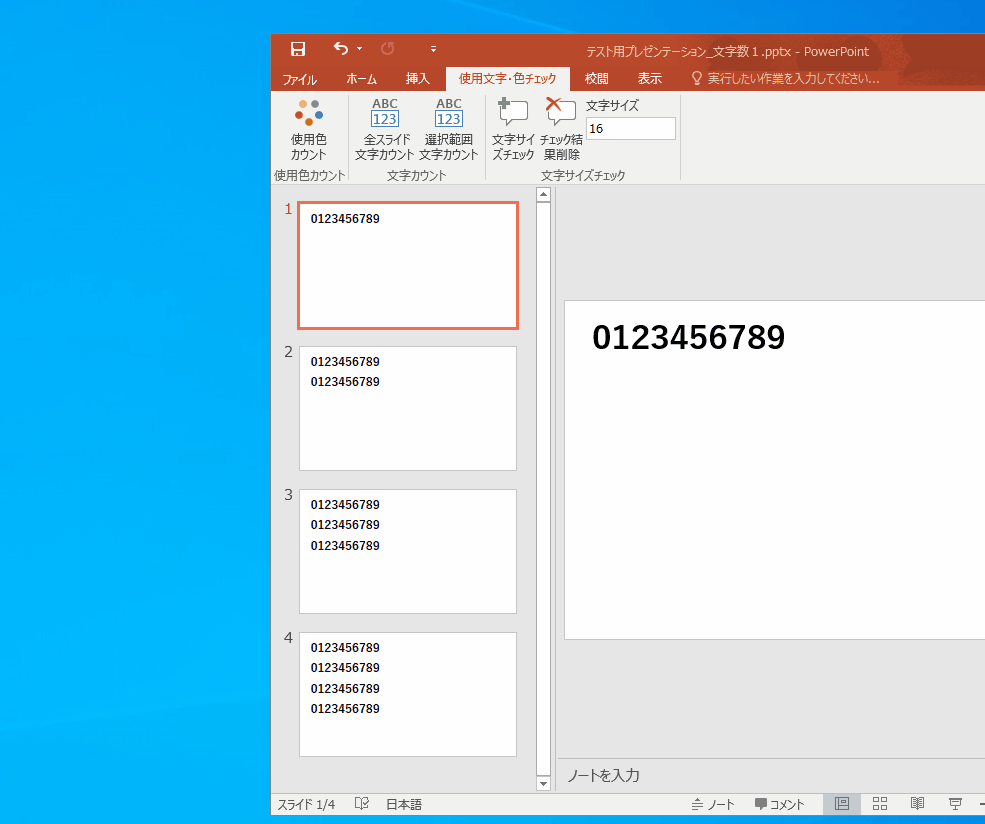 テスト用プレゼンテーション_文字数１.pptx - PowerPoint
ファイル ホーム 挿入 使用文字・色チェック 校閲 表示 実行したい作業を入力してください...
使用色
カウント
使用色カウント
ABC
123
全スライド
文字カウント
ABC
123
選択範囲
文字カウント
文字カウント
文字サイ
ズチェック
チェック結
果削除
文字サイズ
16
文字サイズチェック
1
0123456789
2
0123456789
0123456789
3
0123456789
0123456789
0123456789
4
0123456789
0123456789
0123456789
0123456789
0123456789
ノートを入力
スライド 1/4 日本語 ノート コメント